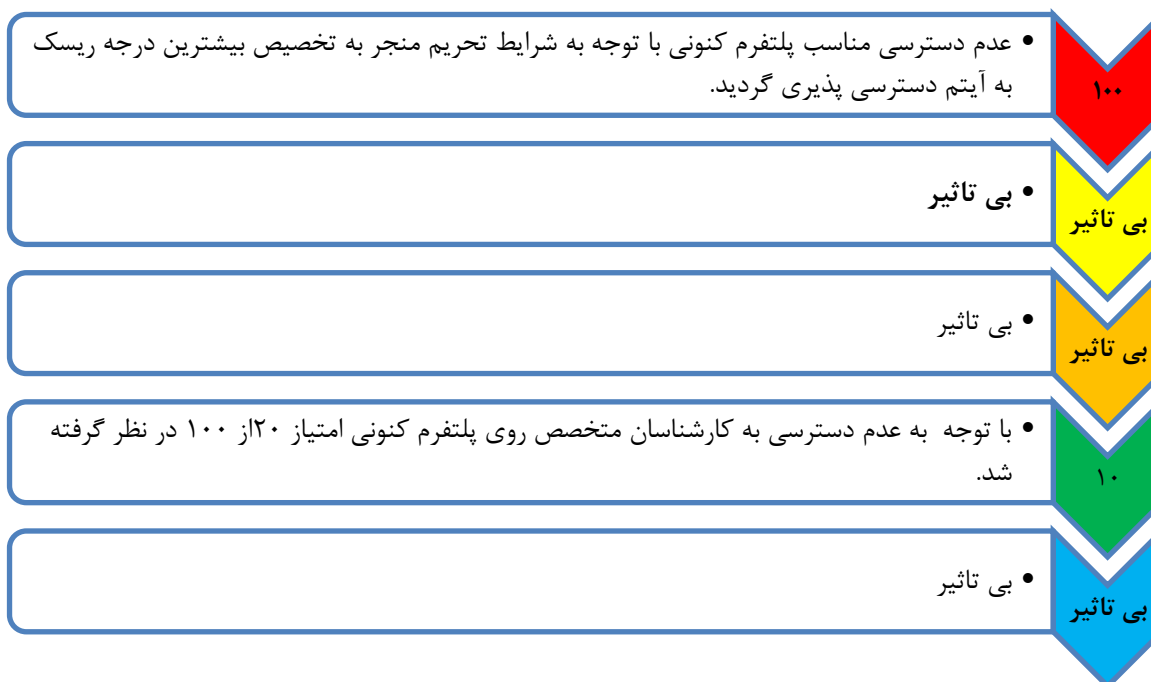 • عدم دسترسی مناسب پلتفرم کنونی با توجه به شرایط تحریم منجر به تخصیص بیشترین درجه ریسک
به آیتم دسترسی پذیری گردید.
۱۰۰
• بی تاثیر
بی تاثیر
• بی تاثیر
بی تاثیر
• با توجه به عدم دسترسی به کارشناسان متخصص روی پلتفرم کنونی امتیاز ۲۰از ۱۰۰ در نظر گرفته
شد.
۱۰
• بی تاثیر
بی تاثیر